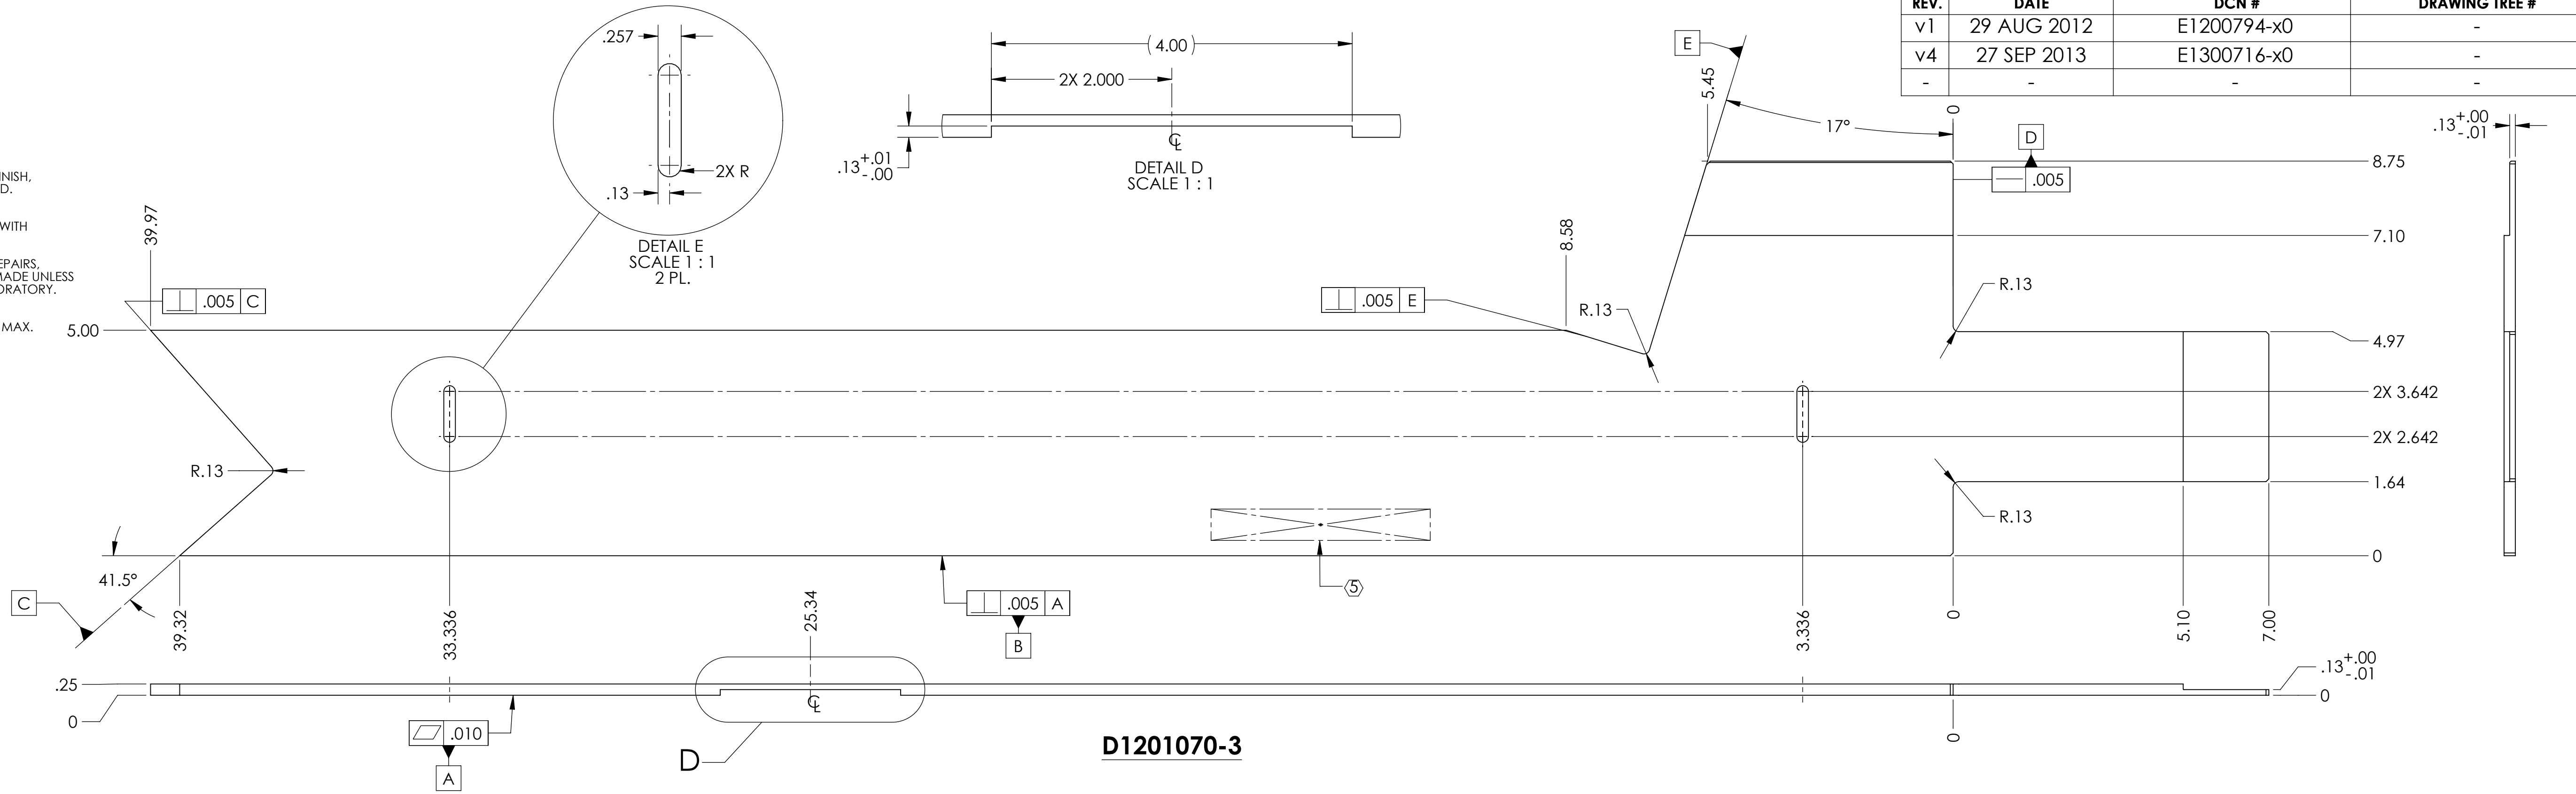 REV. DATE DCN # DRAWING TREE #
v1 29 AUG 2012 E1200794-x0 -
v4 27 SEP 2013 E1300716-x0 -
- - - -
WITH
MADE UNLESS
MAX.
.257
2X R
.13
DETAIL E
SCALE 1 : 1
2 PL.
( 4.00 )
2X 2.000
.13 +.01 -.00
CL
DETAIL D
SCALE 1 : 1
E
5.45
17°
0
D
.005
.13 +.00 -.01
8.75
7.10
R.13
4.97
2X 3.642
2X 2.642
1.64
R.13
0
39.97
.005 C
5.00
8.58
.005 E
R.13
R.13
41.5°
C
39.32
33.336
25.34
.005 A
B
5
3.336
0
5.10
7.00
.25
0
.010
A
CL
D
D1201070-3
0
.13 +.00 -.01
0